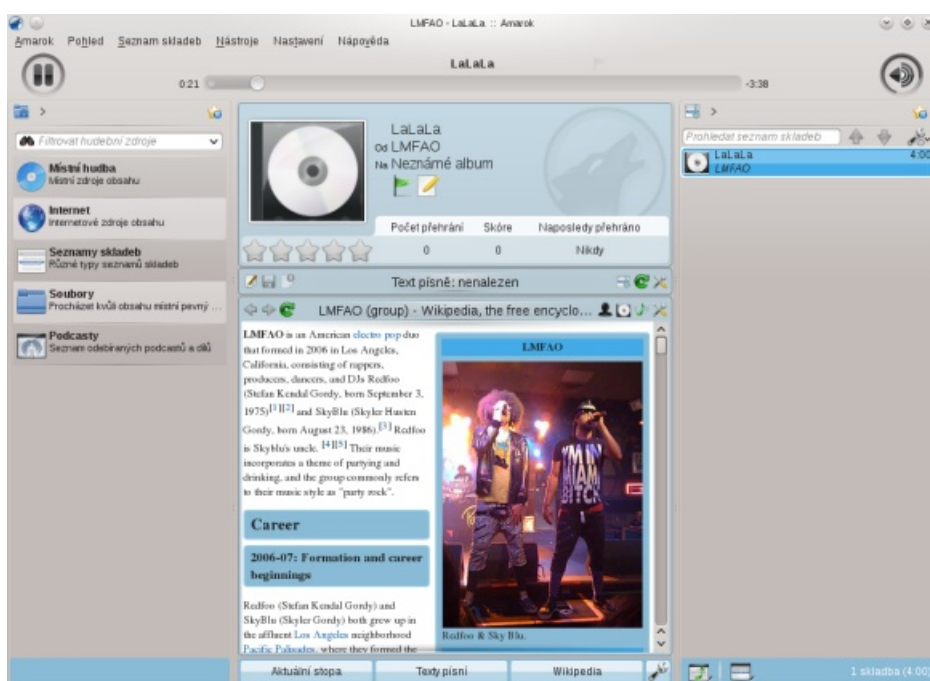 LMFAO - LaLaLa :: Amarok
Amarok Pohled Seznam skladeb Nástroje Nastavení Nápověda
LaLaLa
0:21
-3:38
Filtrovat hudební zdroje
Místní hudba
Místní zdroje obsahu
Internet
Internetové zdroje obsahu
Seznamy skladeb
Různé typy seznamů skladeb
Soubory
Procházet kvůli obsahu místní pevný ...
Podcasty
Seznam odebíraných podcastů a dílů
LaLaLa
Od LMFAO
Na Neznámé album
Počet přehrání Skóre Naposledy přehráno
0 0 Nikdy
Text písně: nenalezen
LMFAO (group) - Wikipedia, the free encyclo...
LMFAO is an American electro pop duo
that formed in 2006 in Los Angeles,
California, consisting of rappers,
producers, dancers, and DJs Redfoo
(Stefan Kendal Gordy, born September 3,
1975)[1][2] and SkyBlu (Skyler Husten
Gordy, born August 23, 1986).[3] Redfoo
is Skyblu's uncle. [4][5] Their music
incorporates a theme of partying and
drinking, and the group commonly refers
to their music style as "party rock".
Career
2006-07: Formation and career
beginnings
Redfoo (Stefan Kendal Gordy) and
SkyBlu (Skyler Gordy) both grew up in
the affluent Los Angeles neighborhood
Pacific Palisades, where they formed the
LMFAO
I'M IN
MIAMI
BITCH
Redfoo & Sky Blu.
Aktuální stopa Texty písní Wikipedia
Prohledat seznam skladeb
LaLaLa 4:00
LMFAO
1 skladba (4:00)